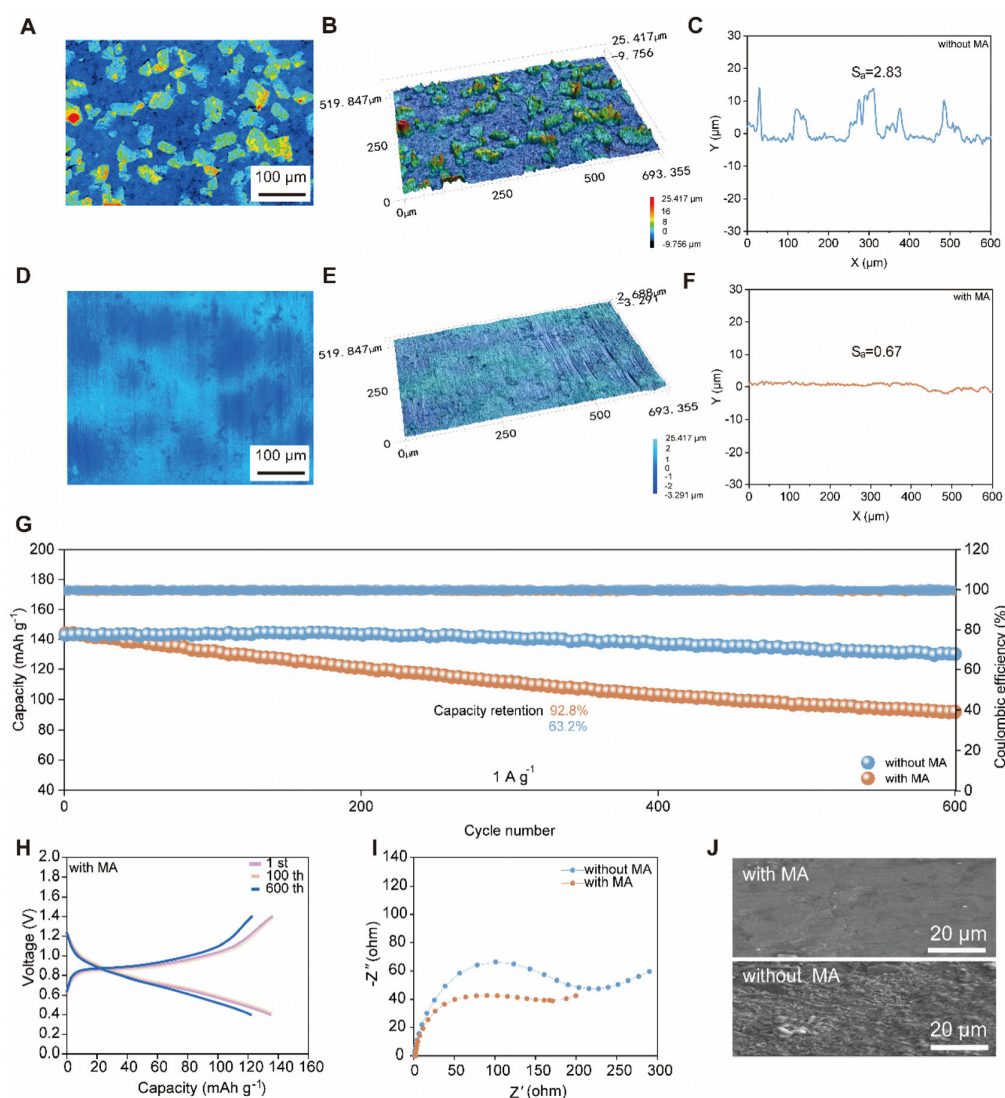 A
100 μm
B
25.417μm
-9.756
519.847μm
250
0
0μm
250
500
693.355
25.417 μm
16
8
0
-9.756 μm
C
without MA
Sa=2.83
30
20
10
0
-10
-20
-30
Y (μm)
0 100 200 300 400 500 600
X (μm)
D
100 μm
E
2.688μm
-3.291
519.847μm
250
0
0μm
250
500
693.355
25.417 μm
2
1
0
-1
-2
-3.291 μm
F
with MA
Sa=0.67
30
20
10
0
-10
-20
-30
Y (μm)
0 100 200 300 400 500 600
X (μm)
G
200
180
160
140
120
100
80
60
40
Capacity (mAh g⁻¹)
120
100
80
60
40
20
0
Coulombic efficiency (%)
Capacity retention 92.8%
63.2%
1 A g⁻¹
without MA
with MA
0 200 400 600
Cycle number
H
with MA
1 st
100 th
600 th
2.0
1.8
1.6
1.4
1.2
1.0
0.8
0.6
0.4
0.2
0.0
Voltage (V)
0 20 40 60 80 100 120 140 160
Capacity (mAh g⁻¹)
I
without MA
with MA
140
120
100
80
60
40
20
0
-Z″ (ohm)
0 50 100 150 200 250 300
Z′ (ohm)
J
with MA
20 μm
without MA
20 μm